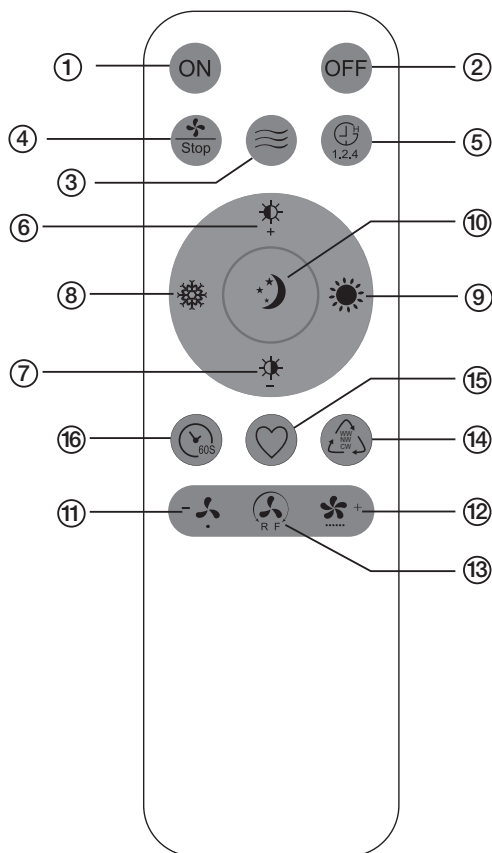 ① ON OFF ②
④ Stop H 1.2.4 ⑤
③
⑥ + ⑩
⑧ ⑨
⑦ − ⑮
⑯ 60S WW ⑭
NW
CW
⑪ - R F + ⑫
⑬